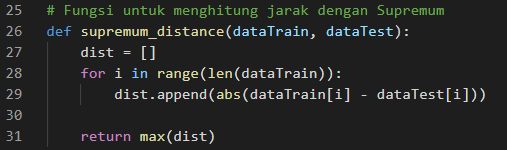 25 # Fungsi untuk menghitung jarak dengan Supremum
26 def supremum_distance(dataTrain, dataTest):
27     dist = []
28     for i in range(len(dataTrain)):
29         dist.append(abs(dataTrain[i] - dataTest[i]))
30
31     return max(dist)